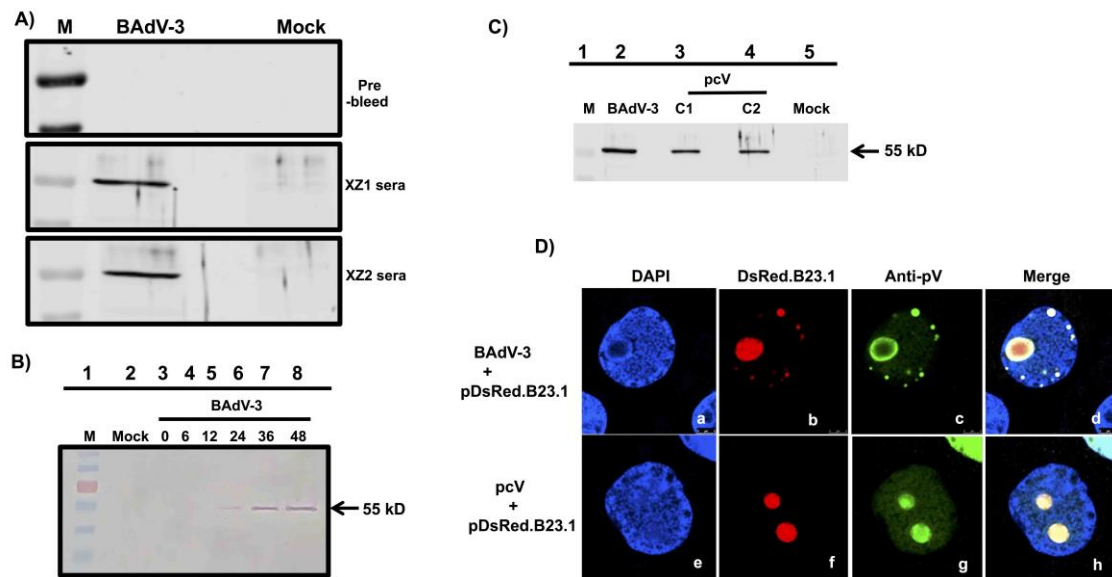 A)
M BAdV-3 Mock
Pre
-bleed
XZ1 sera
XZ2 sera
B)
1 2 3 4 5 6 7 8
BAdV-3
M Mock 0 6 12 24 36 48
55 kD
C)
1 2 3 4 5
pcV
M BAdV-3 C1 C2 Mock
55 kD
D)
DAPI DsRed.B23.1 Anti-pV Merge
BAdV-3
+
pDsRed.B23.1
a b c d
pcV
+
pDsRed.B23.1
e f g h